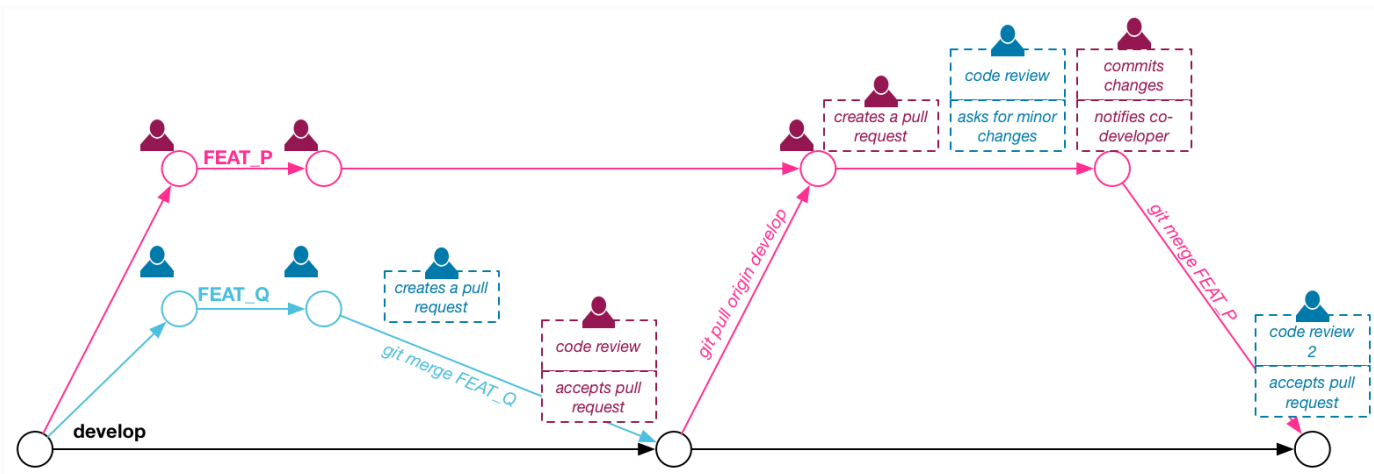 code review
asks for minor
changes
commits
changes
notifies co-
developer
creates a pull
request
FEAT_P
git pull origin develop
git merge FEAT_P
FEAT_Q
creates a pull
request
git merge FEAT_Q
code review
accepts pull
request
code review
2
accepts pull
request
develop